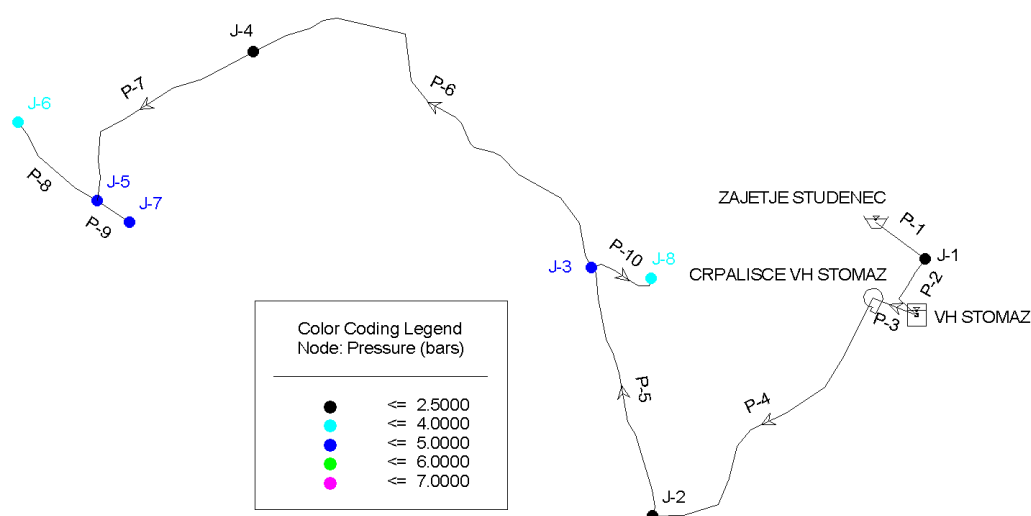 J-4
P-7
P-6
J-6
P-8
J-5
J-7
P-9
ZAJETJE STUDENEC
P-1
J-1
P-2
CRPALISCE VH STOMAZ
P-3
VH STOMAZ
J-3
P-10
J-8
P-5
P-4
J-2
Color Coding Legend
Node: Pressure (bars)
<= 2.5000
<= 4.0000
<= 5.0000
<= 6.0000
<= 7.0000